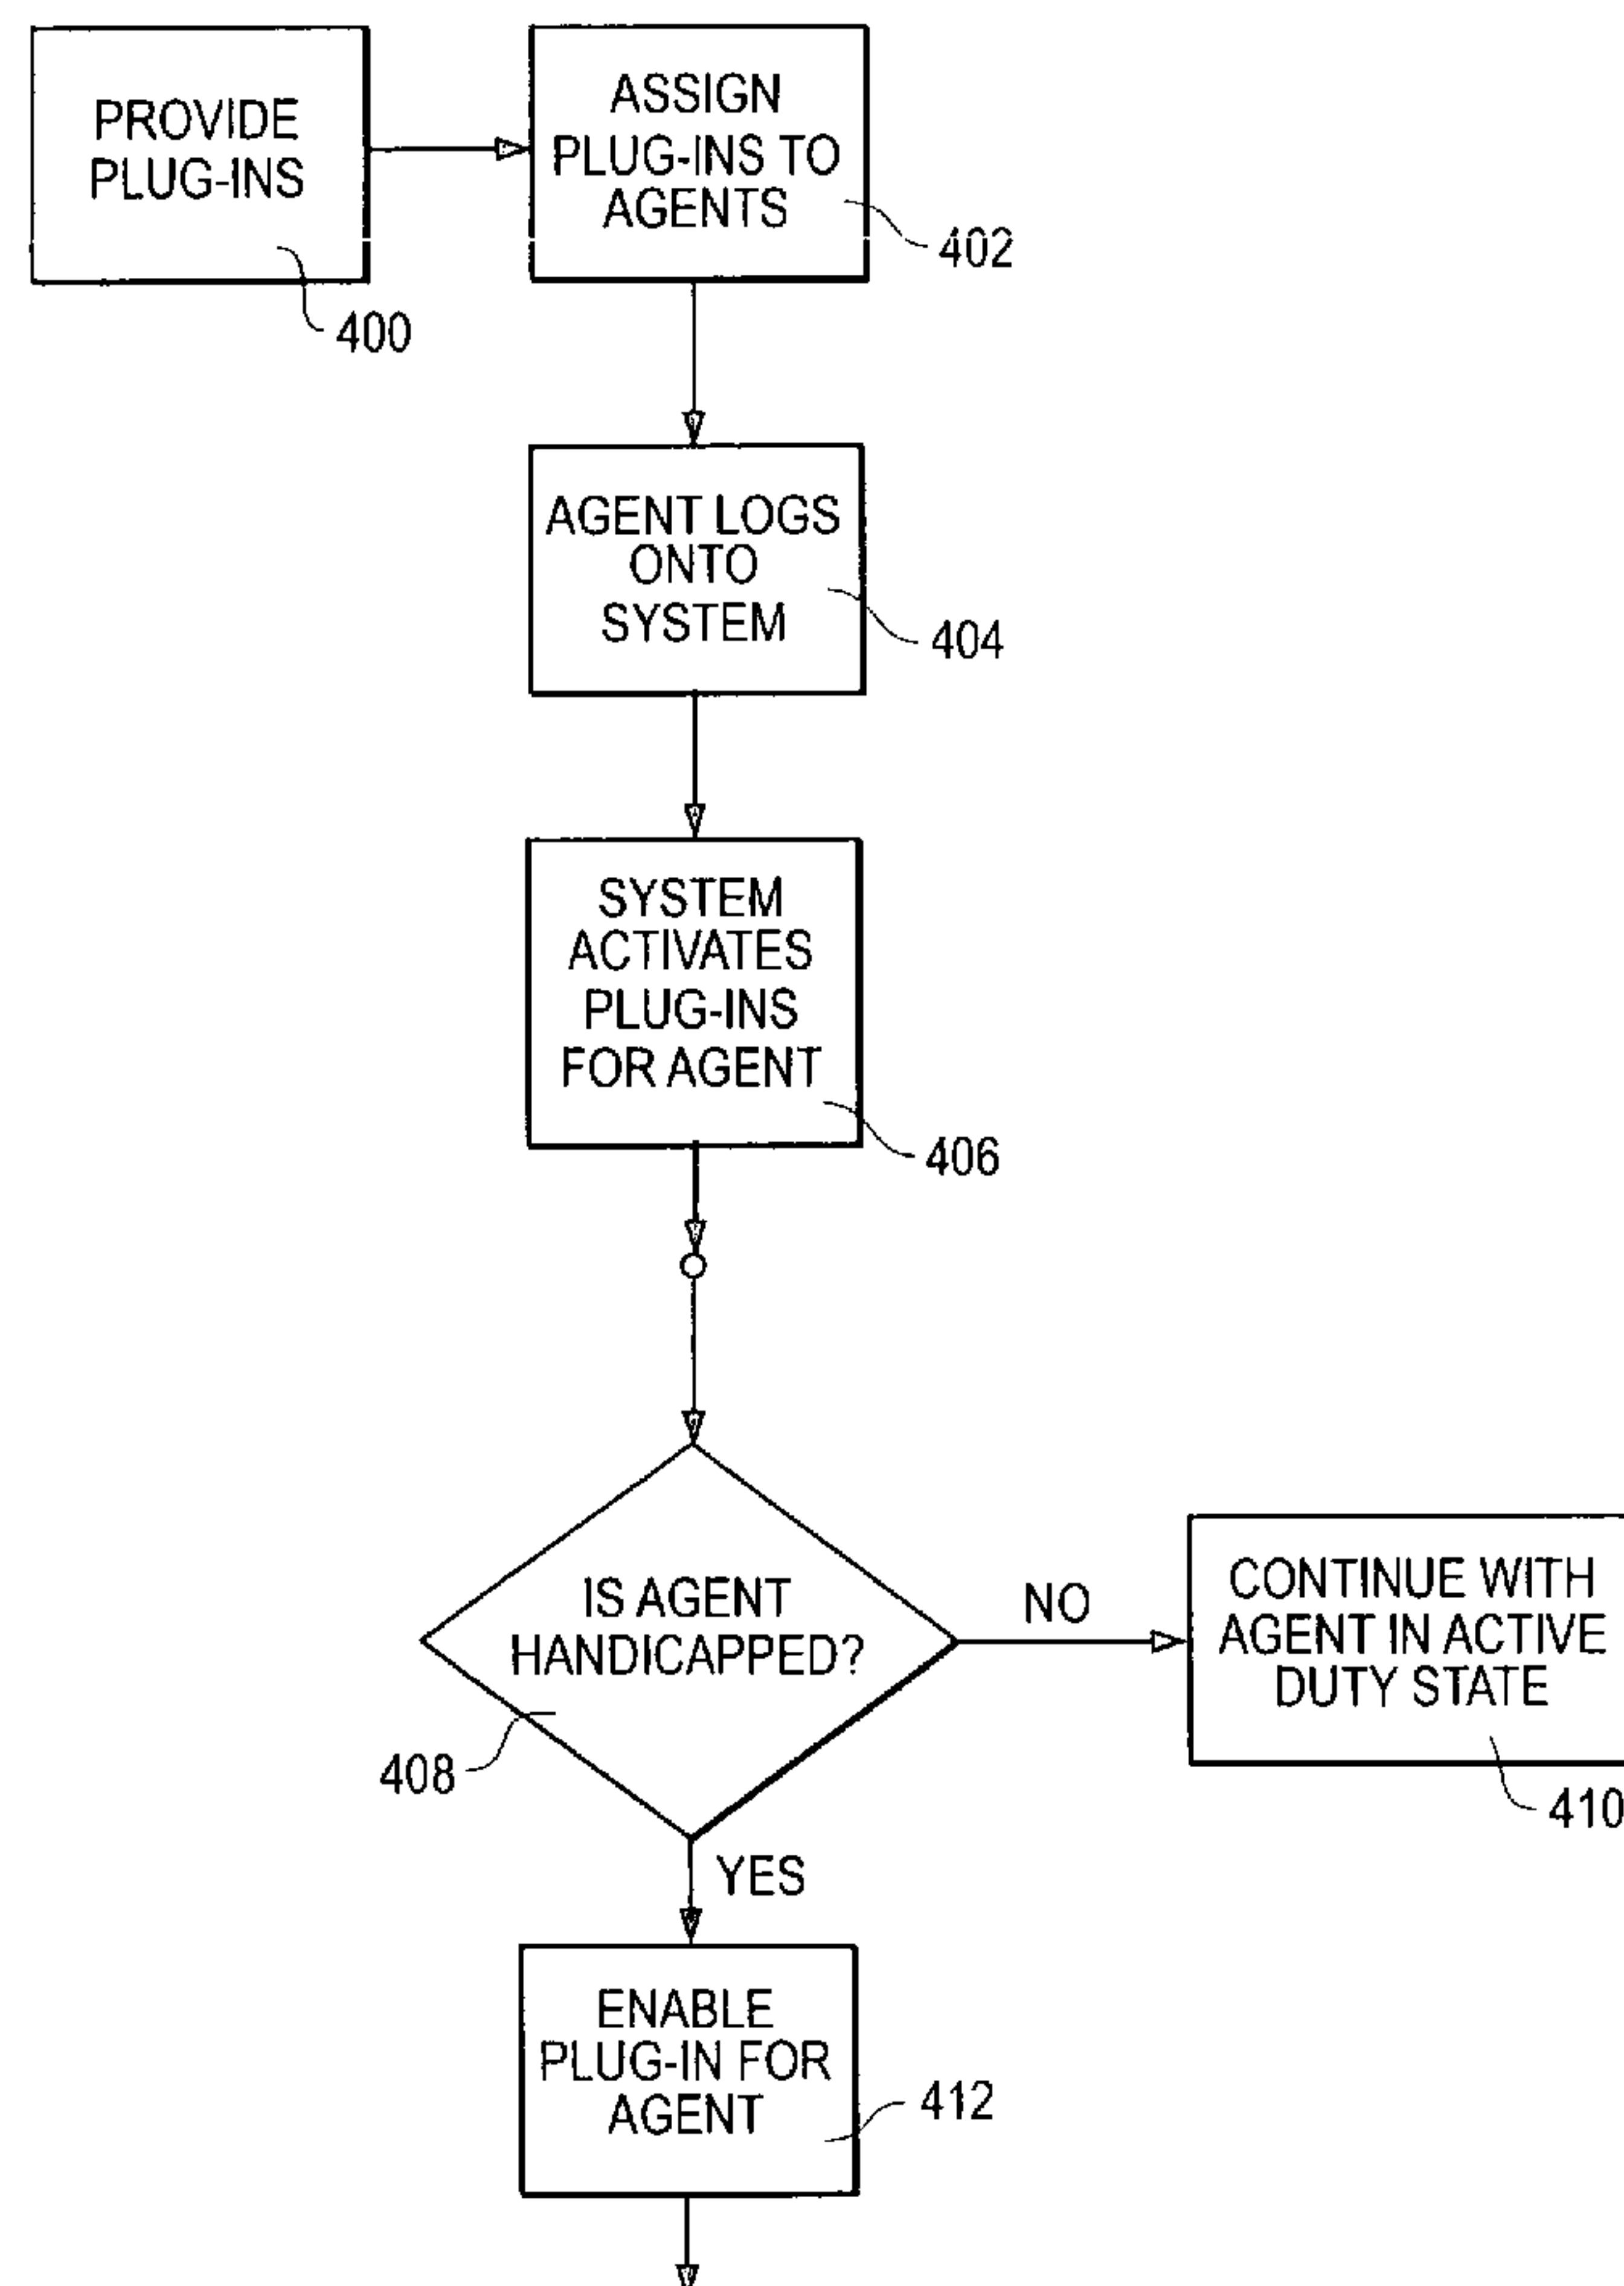 PROVIDE
PLUG-INS
400
ASSIGN
PLUG-INS TO
AGENTS
402
AGENT LOGS
ONTO
SYSTEM
404
SYSTEM
ACTIVATES
PLUG-INS
FOR AGENT
406
IS AGENT
HANDICAPPED?
408
NO
CONTINUE WITH
AGENT IN ACTIVE
DUTY STATE
410
YES
ENABLE
PLUG-IN FOR
AGENT
412